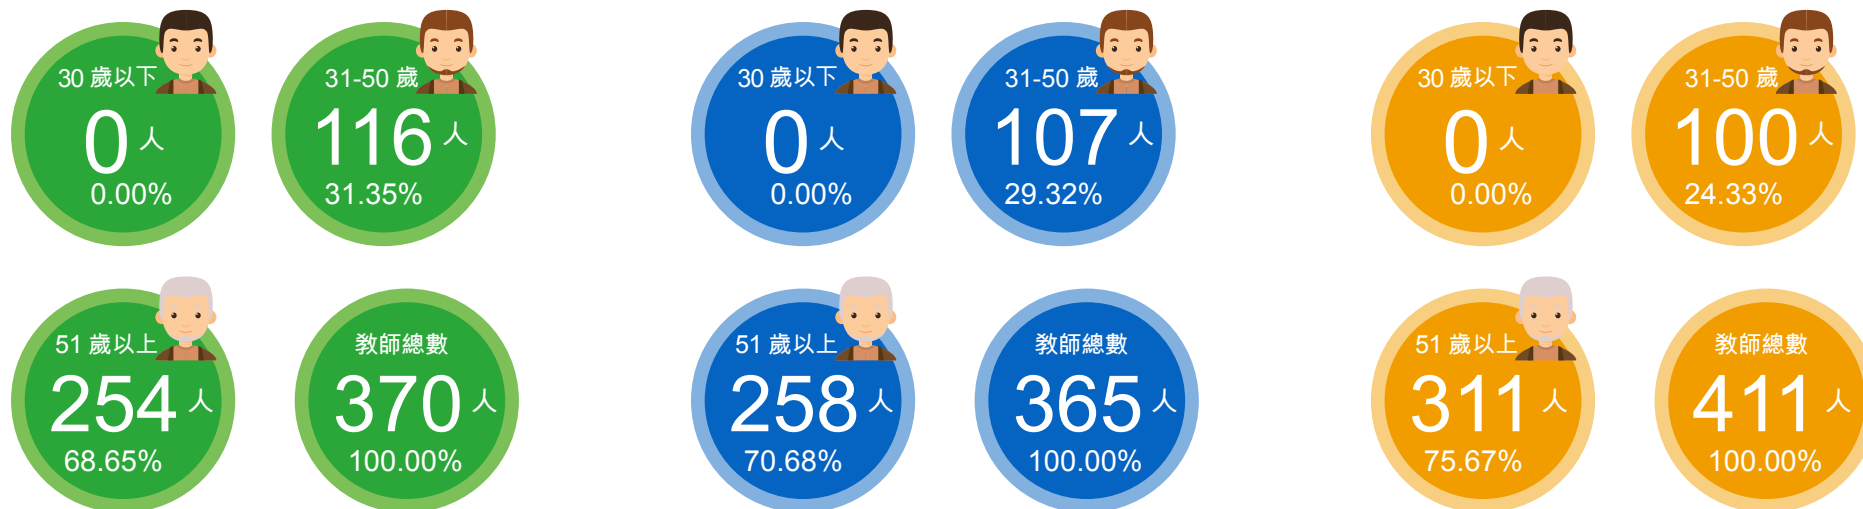 30 歲以下
0 人
0.00%
31-50 歲
116 人
31.35%
51 歲以上
254 人
68.65%
教師總數
370 人
100.00%
30 歲以下
0 人
0.00%
31-50 歲
107 人
29.32%
51 歲以上
258 人
70.68%
教師總數
365 人
100.00%
30 歲以下
0 人
0.00%
31-50 歲
100 人
24.33%
51 歲以上
311 人
75.67%
教師總數
411 人
100.00%